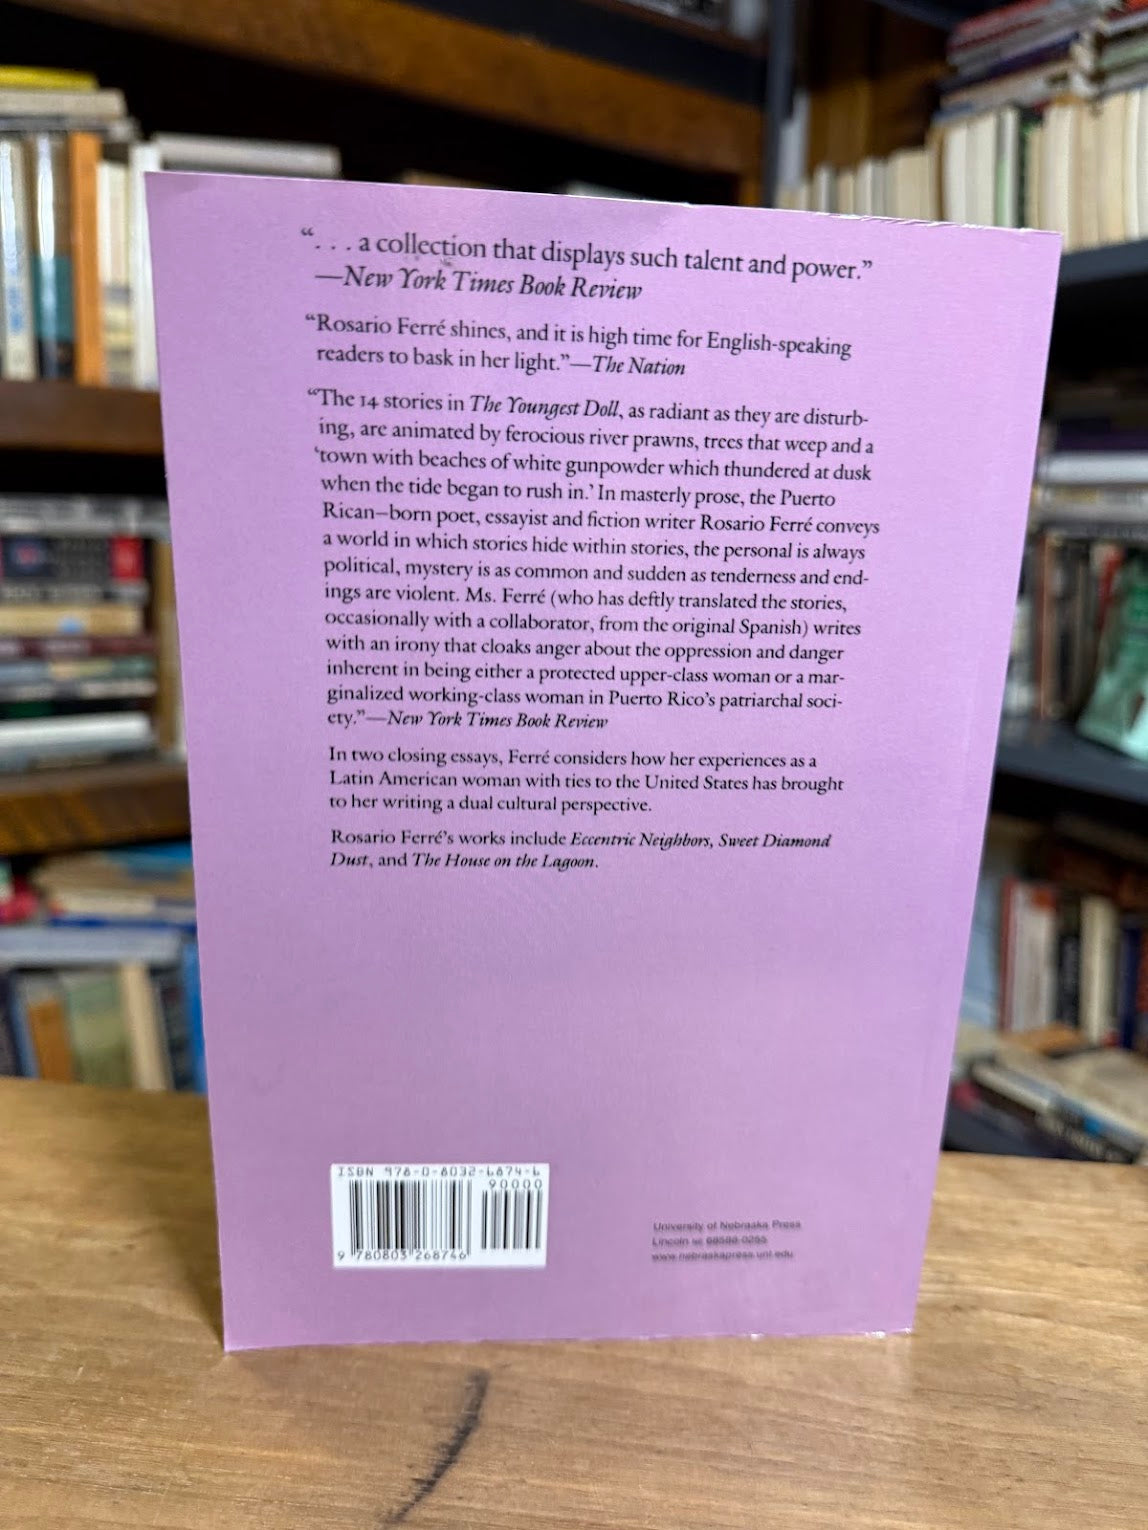 “. . . a collection that displays such talent and power.”
—New York Times Book Review
“Rosario Ferré shines, and it is high time for English-speaking
readers to bask in her light.”—The Nation
“The 14 stories in The Youngest Doll, as radiant as they are disturb-
ing, are animated by ferocious river prawns, trees that weep and a
‘town with beaches of white gunpowder which thundered at dusk
when the tide began to rush in.’ In masterly prose, the Puerto
Rican–born poet, essayist and fiction writer Rosario Ferré conveys
a world in which stories hide within stories, the personal is always
political, mystery is as common and sudden as tenderness and end-
ings are violent. Ms. Ferré (who has deftly translated the stories,
occasionally with a collaborator, from the original Spanish) writes
with an irony that cloaks anger about the oppression and danger
inherent in being either a protected upper-class woman or a mar-
ginalized working-class woman in Puerto Rico’s patriarchal soci-
ety.”—New York Times Book Review
In two closing essays, Ferré considers how her experiences as a
Latin American woman with ties to the United States has brought
to her writing a dual cultural perspective.
Rosario Ferré’s works include Eccentric Neighbors, Sweet Diamond
Dust, and The House on the Lagoon.
ISBN 978-0-8032-6874-6
90000
9 780803 268746
University of Nebraska Press
Lincoln NE 68588-0255
www.nebraskapress.unl.edu